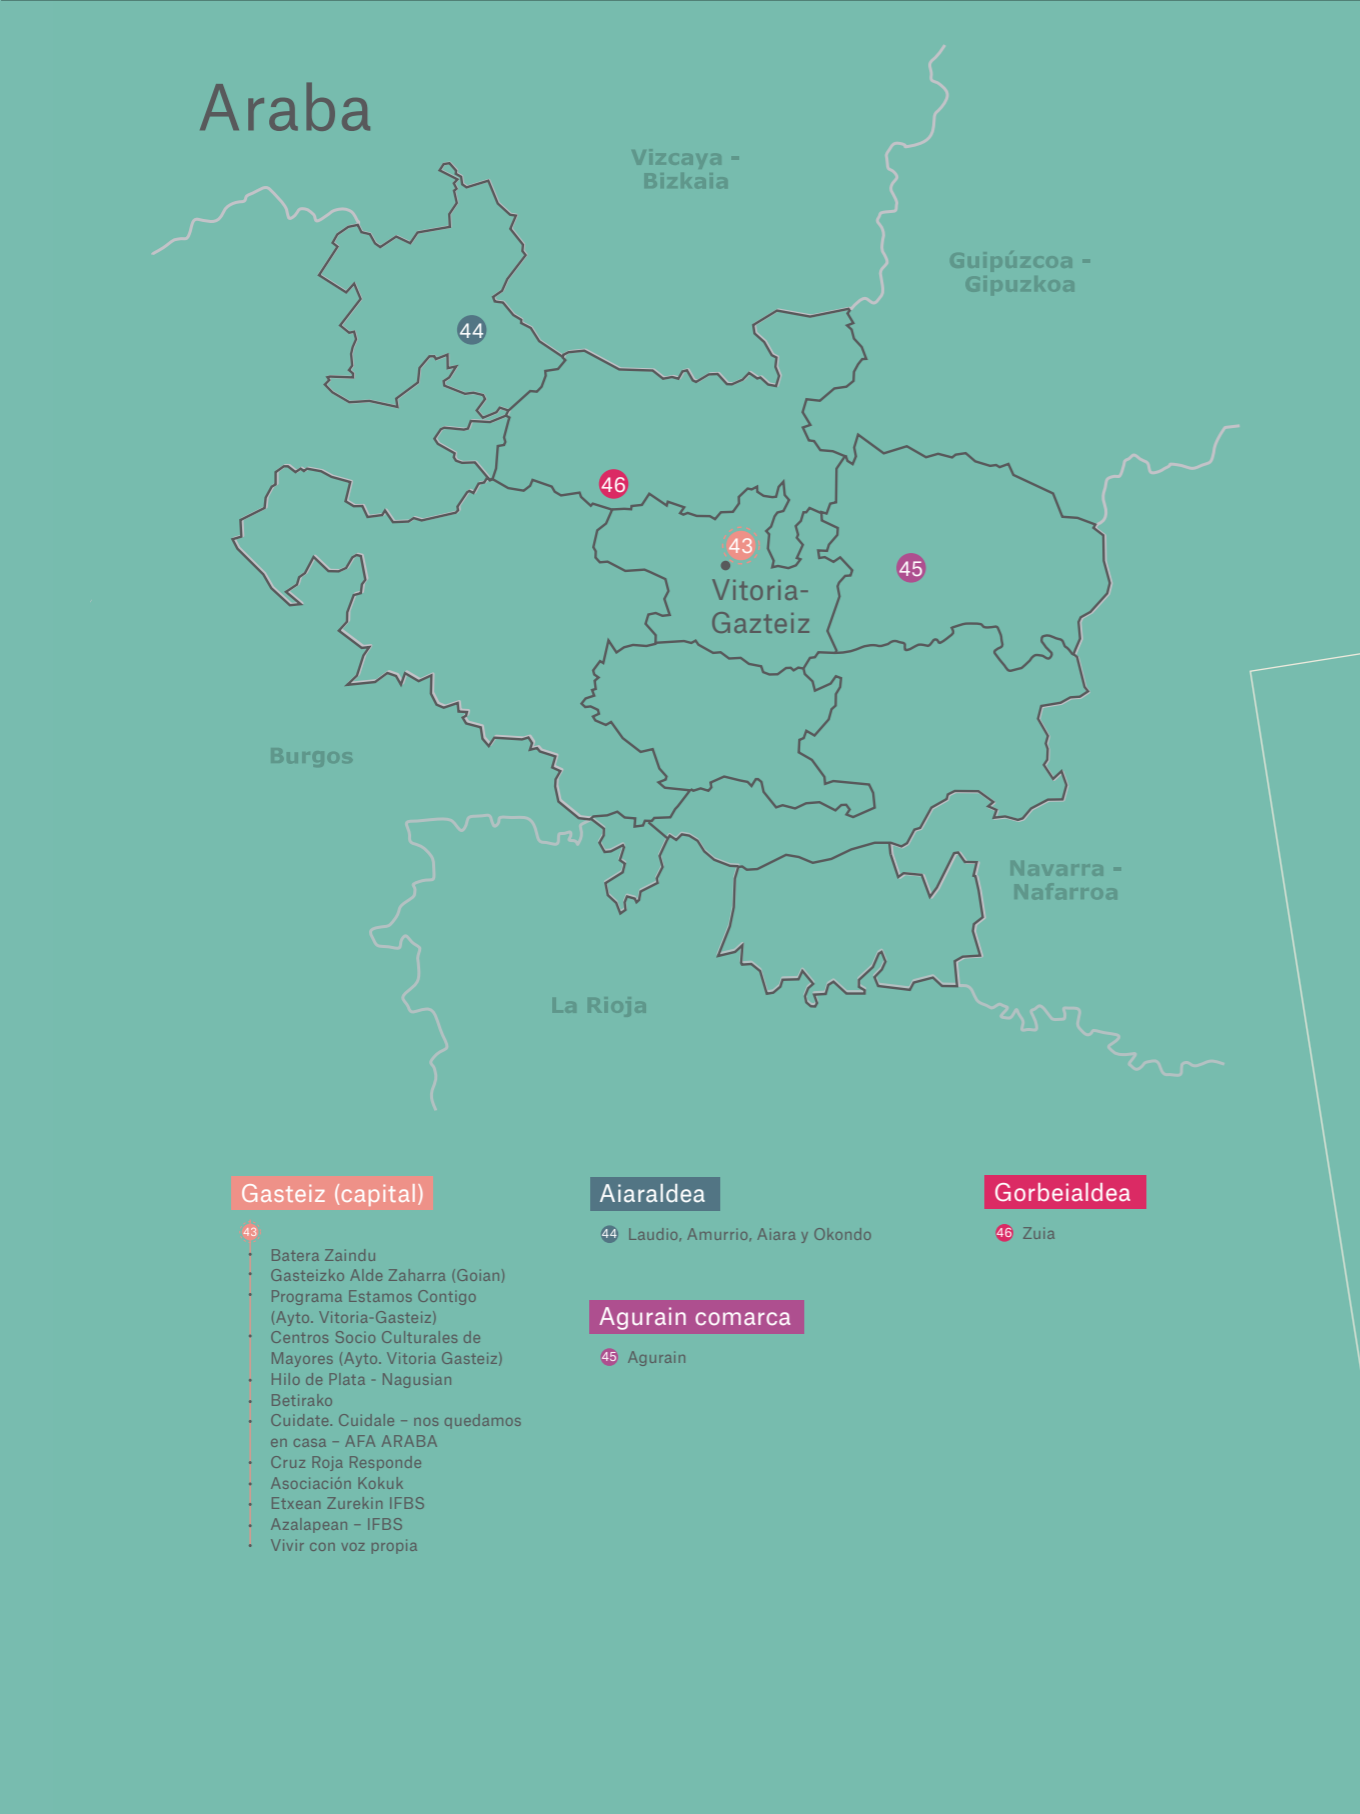 Araba
Vizcaya -
Bizkaia
Guipúzcoa -
Gipuzkoa
44
46
43
45
Vitoria-
Gazteiz
Burgos
Navarra -
Nafarroa
La Rioja
Gasteiz (capital)
43
Batera Zaindu
Gasteizko Alde Zaharra (Goian)
Programa Estamos Contigo
(Ayto. Vitoria-Gasteiz)
Centros Socio Culturales de
Mayores (Ayto. Vitoria Gasteiz)
Hilo de Plata - Nagusian
Betirako
Cuidate. Cuidale – nos quedamos
en casa – AFA ARABA
Cruz Roja Responde
Asociación Kokuk
Etxean Zurekin IFBS
Azalapean – IFBS
Vivir con voz propia
Aiaraldea
44 Laudio, Amurrio, Aiara y Okondo
Agurain comarca
45 Agurain
Gorbeialdea
46 Zuia